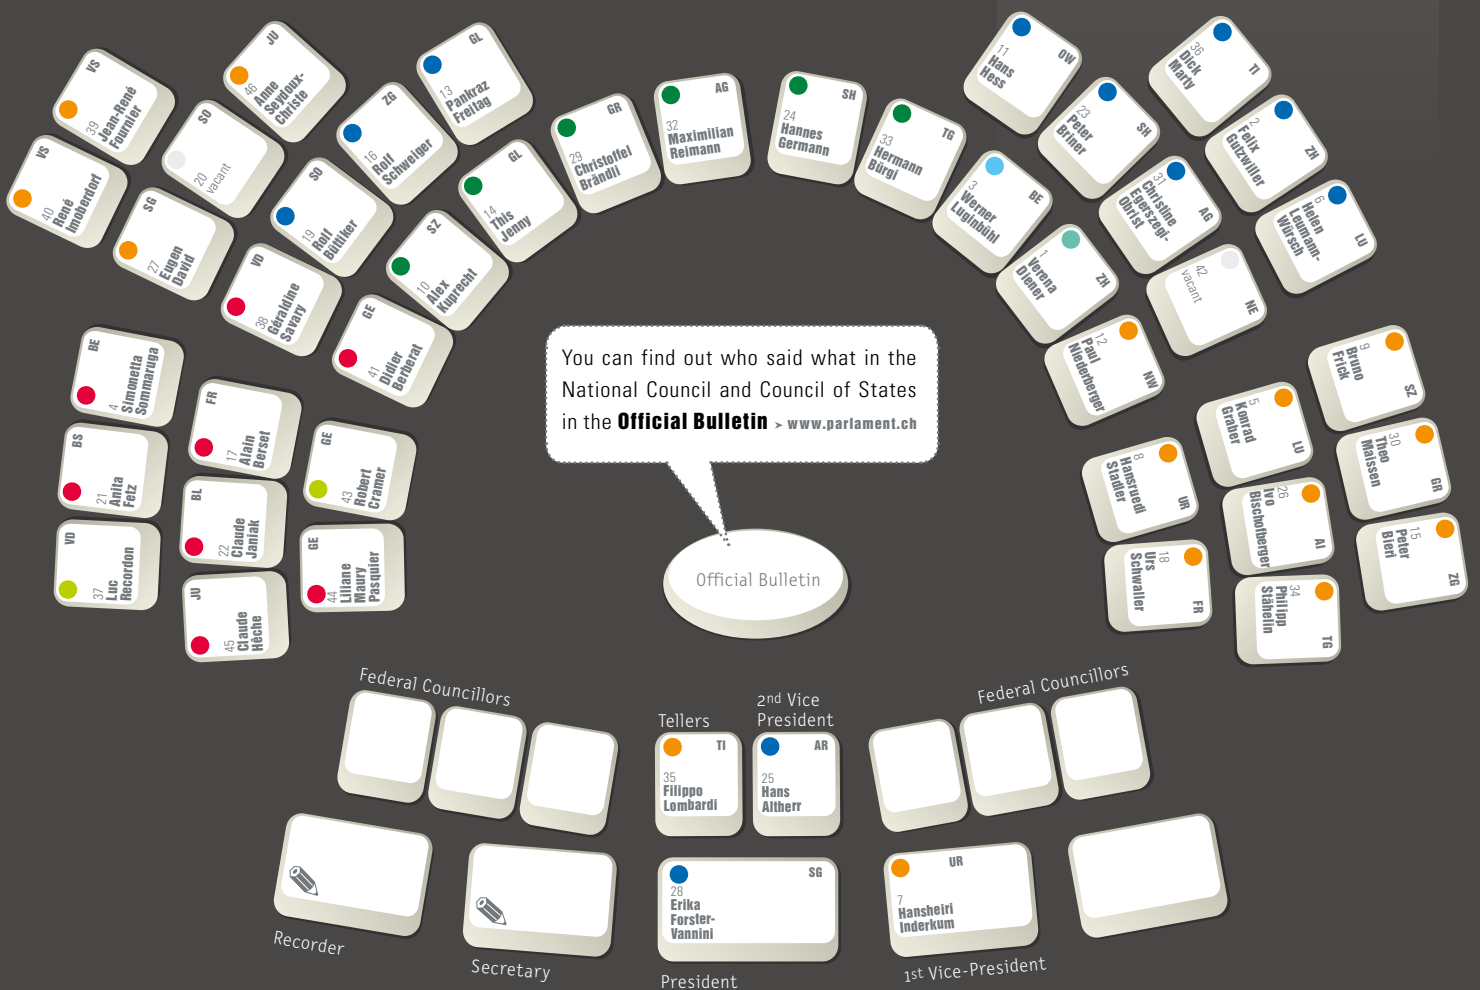 VS
39
Jean-René
Fournier
JU
46
Anne
Seydoux-
Christe
GL
13
Pankraz
Freitag
OW
11
Hans
Hess
TI
36
Dick
Marty
VS
40
René
Imoberdorf
SO
20
vacant
ZG
16
Rolf
Schweiger
GR
29
Christoffel
Brändli
AG
32
Maximilian
Reimann
SH
24
Hannes
Germann
TG
33
Hermann
Bürgi
SH
23
Peter
Briner
ZH
2
Felix
Gutzwiller
SG
27
Eugen
David
SO
19
Rolf
Büttiker
GL
14
This
Jenny
BE
3
Werner
Luginbühl
AG
31
Christine
Egerszegi-
Obrist
LU
6
Helen
Leumann-
Würsch
VD
38
Géraldine
Savary
SZ
10
Alex
Kuprecht
ZH
1
Verena
Diener
NE
42
vacant
GE
41
Didier
Berberat
NW
12
Paul
Niederberger
BE
4
Simonetta
Sommaruga
FR
17
Alain
Berset
SZ
9
Bruno
Frick
LU
5
Konrad
Graber
BS
21
Anita
Fetz
GE
43
Robert
Cramer
UR
8
Hansruedi
Stadler
GR
30
Theo
Maissen
BL
22
Claude
Janiak
AI
26
Ivo
Bischofberger
VD
37
Luc
Recordon
GE
44
Liliane
Maury
Pasquier
FR
18
Urs
Schwaller
ZG
15
Peter
Bieri
JU
45
Claude
Hêche
TG
34
Philipp
Stähelin
You can find out who said what in the
National Council and Council of States
in the Official Bulletin ➤ www.parlament.ch
Official Bulletin
Federal Councillors
Federal Councillors
Tellers
2nd Vice
President
TI
35
Filippo
Lombardi
AR
25
Hans
Altherr
Recorder
Secretary
SG
28
Erika
Forster-
Vannini
President
UR
7
Hansheiri
Inderkum
1st Vice-President